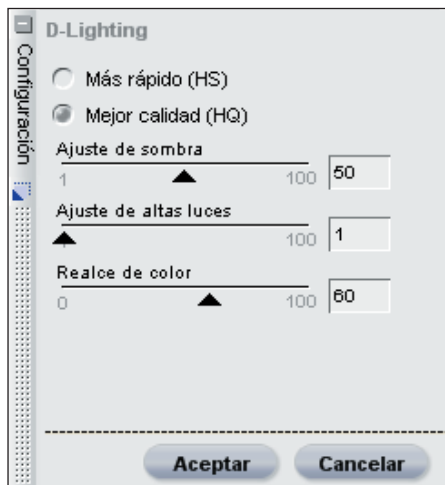 Configuración
D-Lighting
Más rápido (HS)
Mejor calidad (HQ)
Ajuste de sombra
1 100 50
Ajuste de altas luces
100 1
Realce de color
0 100 60
Aceptar Cancelar